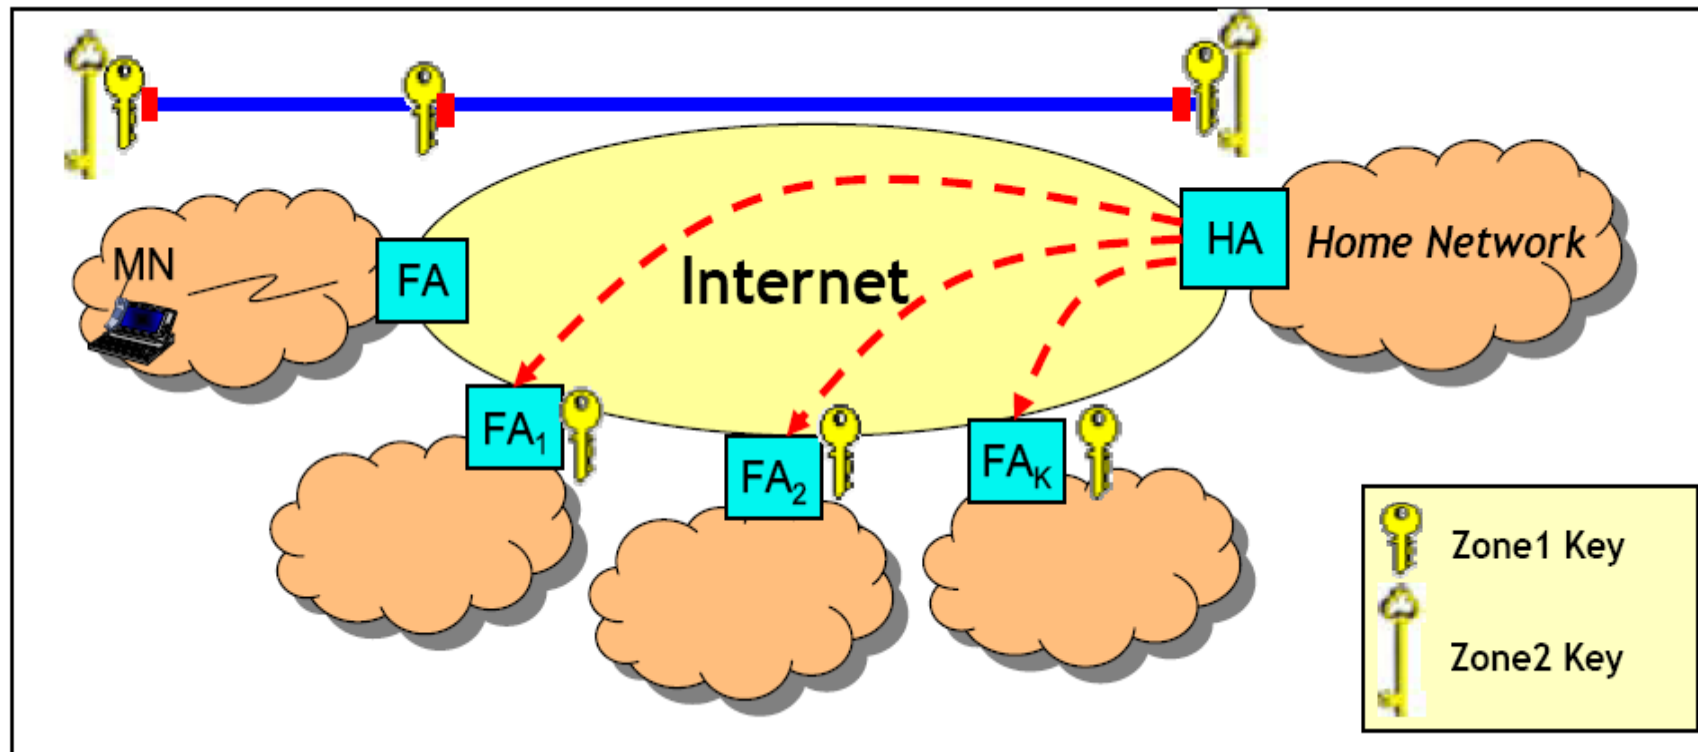 MN
FA
Internet
HA
Home Network
FA1
FA2
FAK
Zone1 Key
Zone2 Key